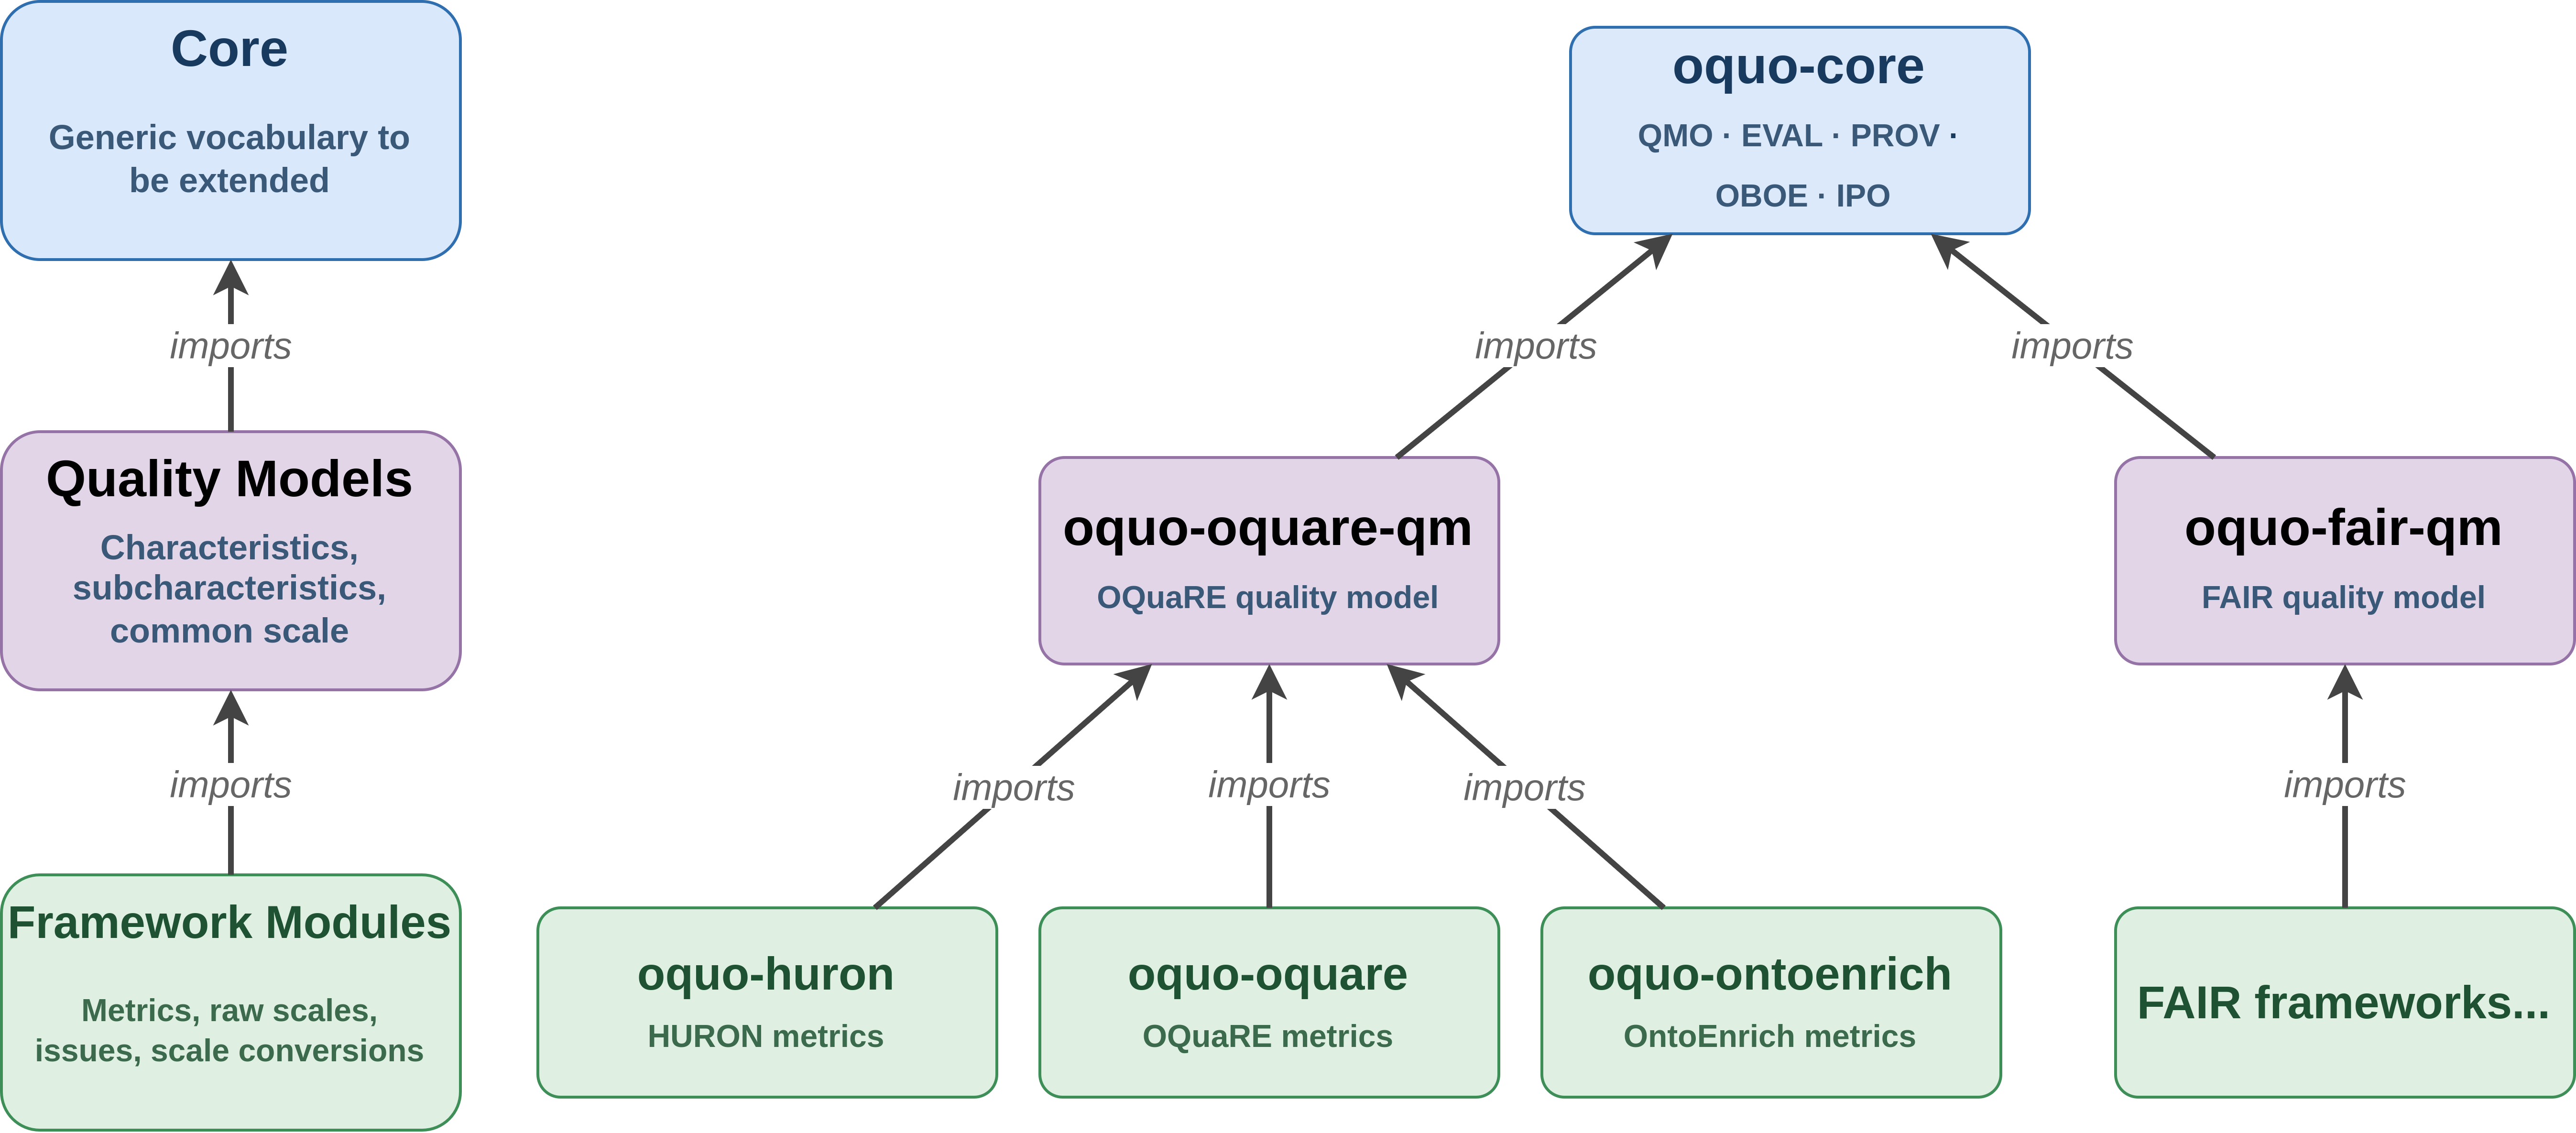 Core
Generic vocabulary to
be extended
imports
Quality Models
Characteristics,
subcharacteristics,
common scale
imports
Framework Modules
Metrics, raw scales,
issues, scale conversions
oquo-core
QMO · EVAL · PROV ·
OBOE · IPO
imports
imports
oquo-oquare-qm
OQuaRE quality model
oquo-fair-qm
FAIR quality model
imports
imports
imports
imports
oquo-huron
HURON metrics
oquo-oquare
OQuaRE metrics
oquo-ontoenrich
OntoEnrich metrics
FAIR frameworks...